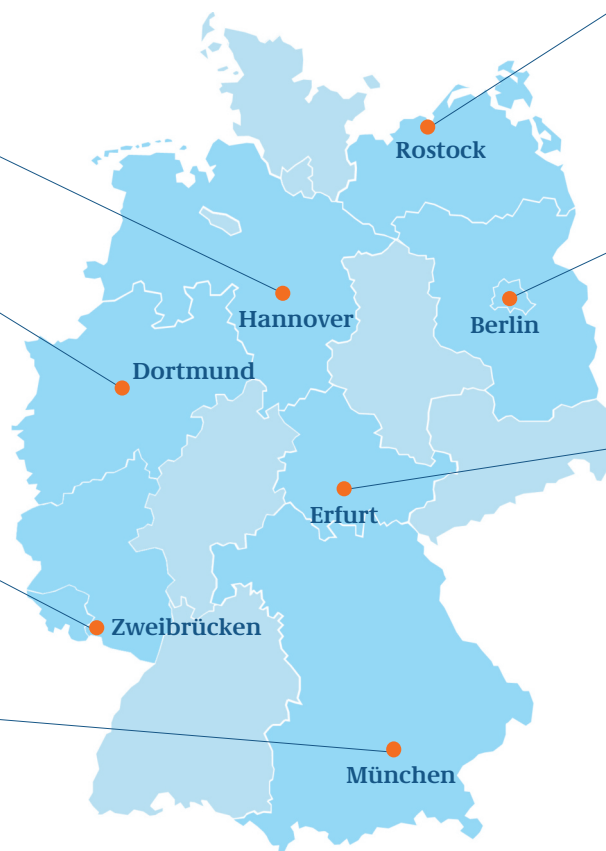 Rostock
Hannover
Berlin
Dortmund
Erfurt
Zweibrücken
München